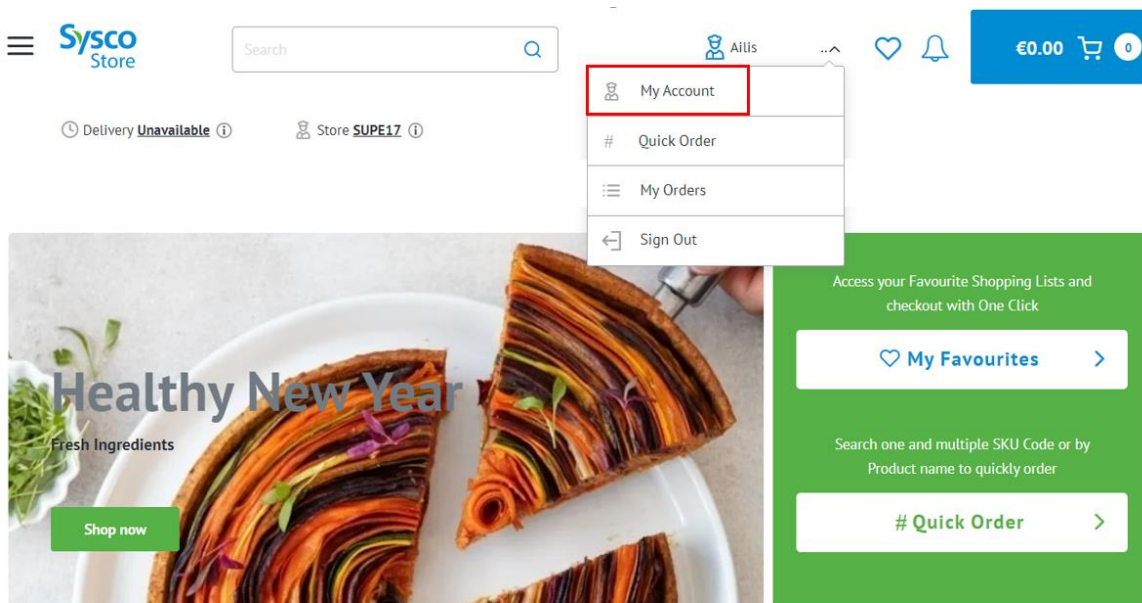 Sysco
Store
Search
Ailis
..
€0.00
0
My Account
Delivery Unavailable
Store SUPE17
# Quick Order
My Orders
Sign Out
Access your Favourite Shopping Lists and
checkout with One Click
My Favourites
Healthy New Year
Fresh Ingredients
Search one and multiple SKU Code or by
Product name to quickly order
# Quick Order
Shop now